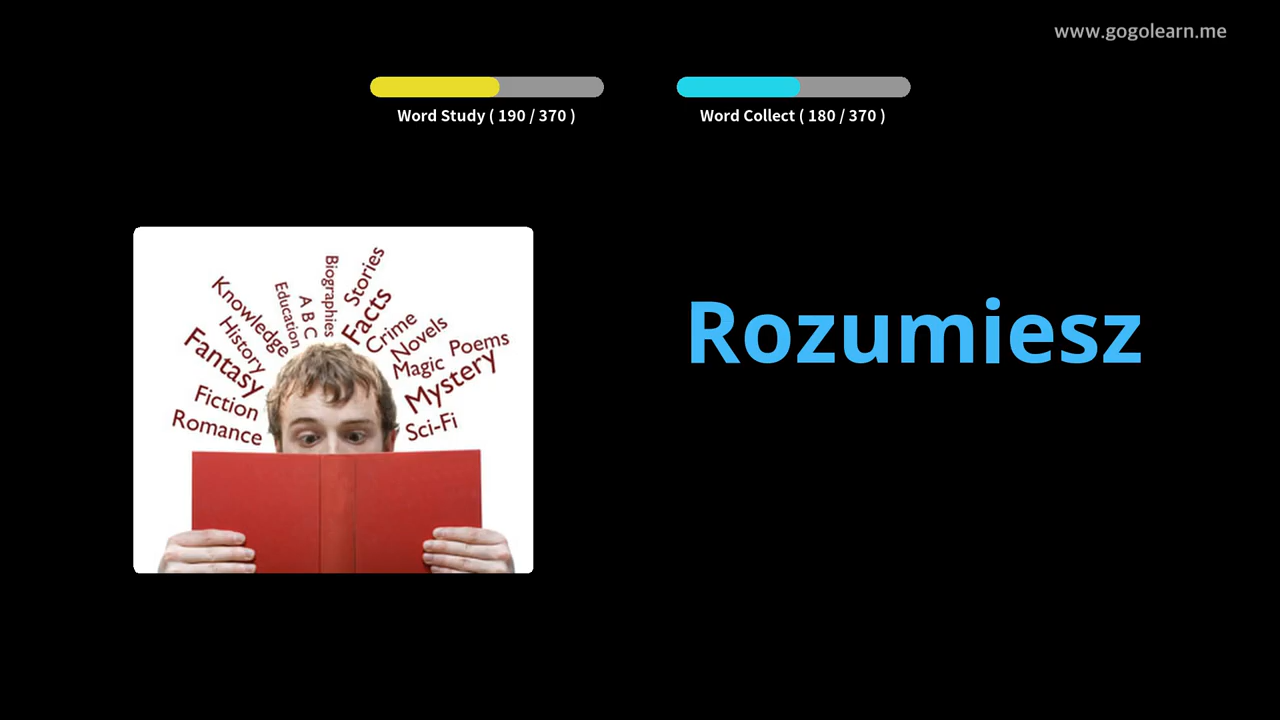 www.gogolearn.me
Word Study ( 190 / 370 )
Word Collect ( 180 / 370 )
Rozumiesz
Knowledge
Education
A B C
Biographies
Stories
Facts
Crime
Novels
Poems
History
Fantasy
Magic
Mystery
Fiction
Romance
Sci-Fi